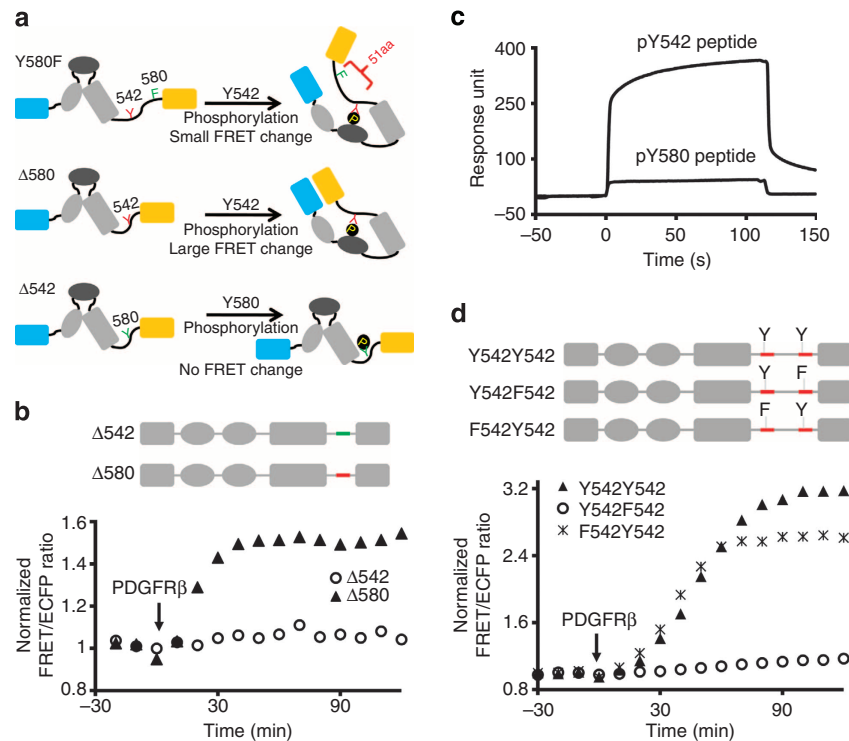 a
Y580F
542
580
Y
F
Y542
Phosphorylation
Small FRET change
F
51aa
Y
P
Δ580
542
Y
Y542
Phosphorylation
Large FRET change
Y
P
Δ542
580
Y
Y580
Phosphorylation
No FRET change
P
Y
b
Δ542
Δ580
Normalized
FRET/ECFP ratio
1.6
1.4
1.2
1
0.8
PDGFRβ
Δ542
Δ580
–30
30
90
Time (min)
c
Response unit
400
250
100
–50
pY542 peptide
pY580 peptide
–50
0
50
100
150
Time (s)
d
Y Y
Y542Y542
Y F
Y542F542
F Y
F542Y542
Normalized
FRET/ECFP ratio
3.2
2.4
1.6
0.8
Y542Y542
Y542F542
F542Y542
PDGFRβ
–30
30
90
Time (min)